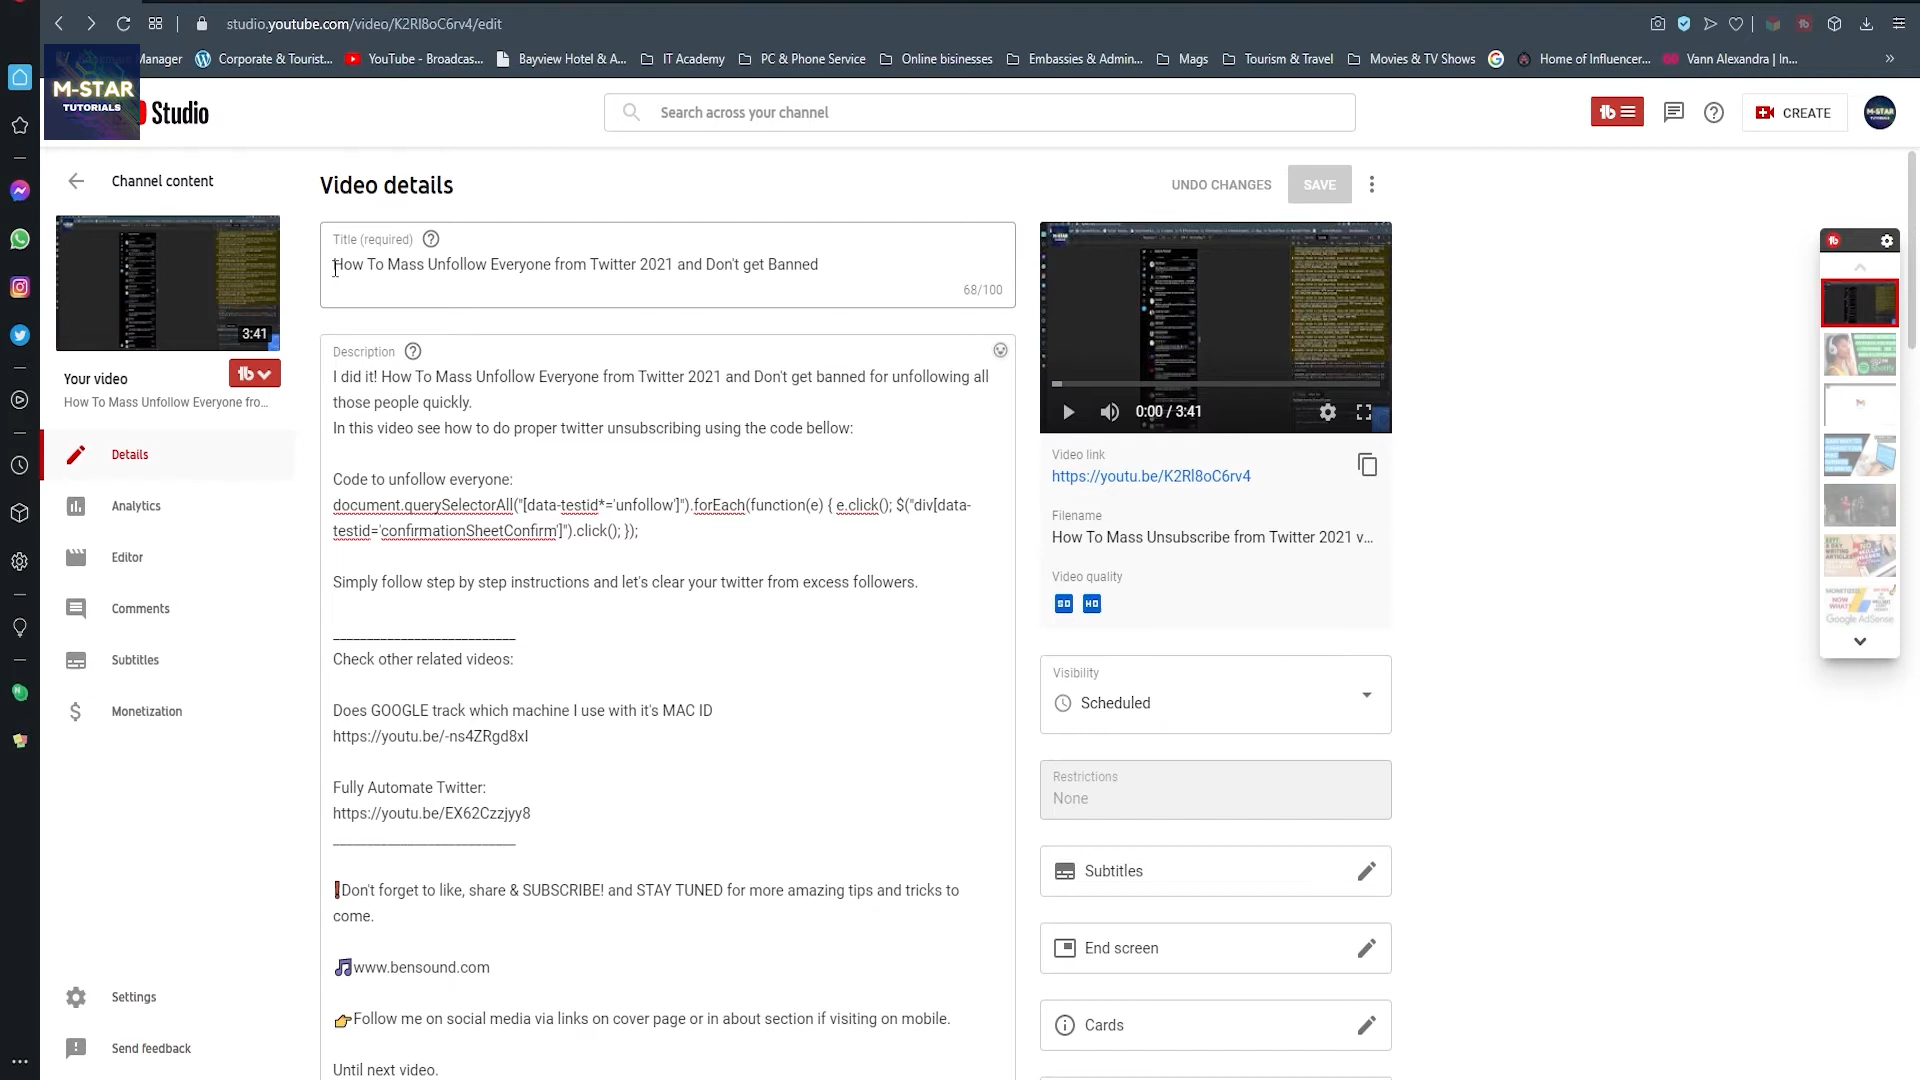 studio.youtube.com/video/K2Rl8oC6rv4/edit
Manager
Corporate & Tourist...
YouTube - Broadcas...
Bayview Hotel & A...
IT Academy
PC & Phone Service
Online bisinesses
Embassies & Admin...
Mags
Tourism & Travel
Movies & TV Shows
Home of Influencer...
Vann Alexandra | In...
M-STAR
TUTORIALS
Studio
Search across your channel
CREATE
Channel content
Video details
UNDO CHANGES
SAVE
3:41
Your video
How To Mass Unfollow Everyone fro...
Details
Analytics
Editor
Comments
Subtitles
Monetization
Settings
Send feedback
Title (required)
How To Mass Unfollow Everyone from Twitter 2021 and Don't get Banned
68/100
Description
I did it! How To Mass Unfollow Everyone from Twitter 2021 and Don't get banned for unfollowing all
those people quickly.
In this video see how to do proper twitter unsubscribing using the code bellow:
Code to unfollow everyone:
document.querySelectorAll("[data-testid*='unfollow']").forEach(function(e) { e.click(); $("div[data-
testid='confirmationSheetConfirm']").click(); });
Simply follow step by step instructions and let's clear your twitter from excess followers.
___________________________
Check other related videos:
Does GOOGLE track which machine I use with it's MAC ID
https://youtu.be/-ns4ZRgd8xI
Fully Automate Twitter:
https://youtu.be/EX62Czzjyy8
___________________________
❗Don't forget to like, share & SUBSCRIBE! and STAY TUNED for more amazing tips and tricks to
come.
🎵www.bensound.com
👉Follow me on social media via links on cover page or in about section if visiting on mobile.
Until next video.
0:00 / 3:41
Video link
https://youtu.be/K2Rl8oC6rv4
Filename
How To Mass Unsubscribe from Twitter 2021 v...
Video quality
SD
HD
Visibility
Scheduled
Restrictions
None
Subtitles
End screen
Cards
Google AdSense